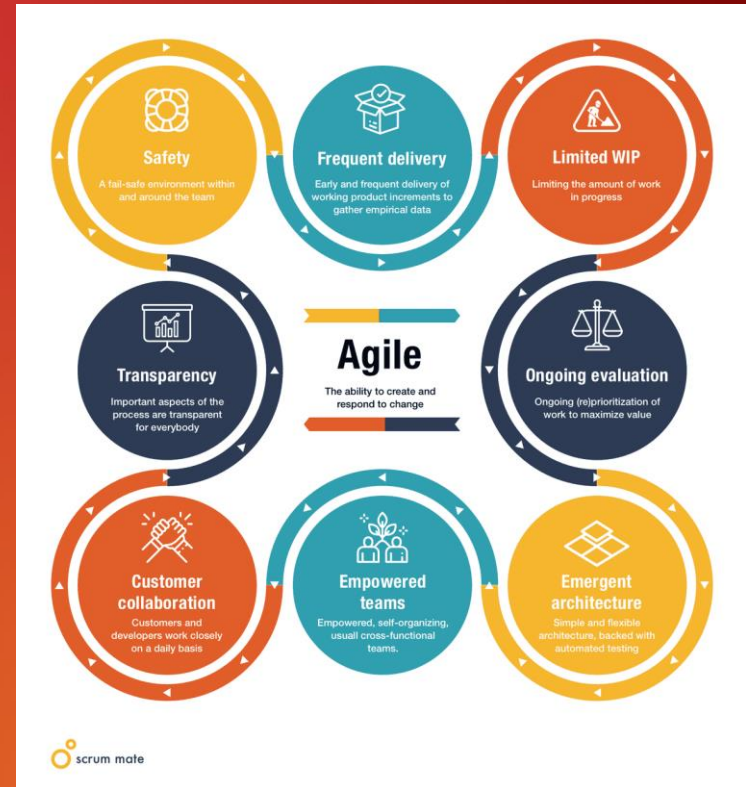 Safety
A fail-safe environment within
and around the team
Frequent delivery
Early and frequent delivery of
working product increments to
gather empirical data
Limited WIP
Limiting the amount of work
in progress
Transparency
Important aspects of the
process are transparent
for everybody
Agile
The ability to create and
respond to change
Ongoing evaluation
Ongoing (re)prioritization of
work to maximize value
Customer
collaboration
Customers and
developers work closely
on a daily basis
Empowered
teams
Empowered, self-organizing,
usuall cross-functional
teams.
Emergent
architecture
Simple and flexible
architecture, backed with
automated testing
scrum mate